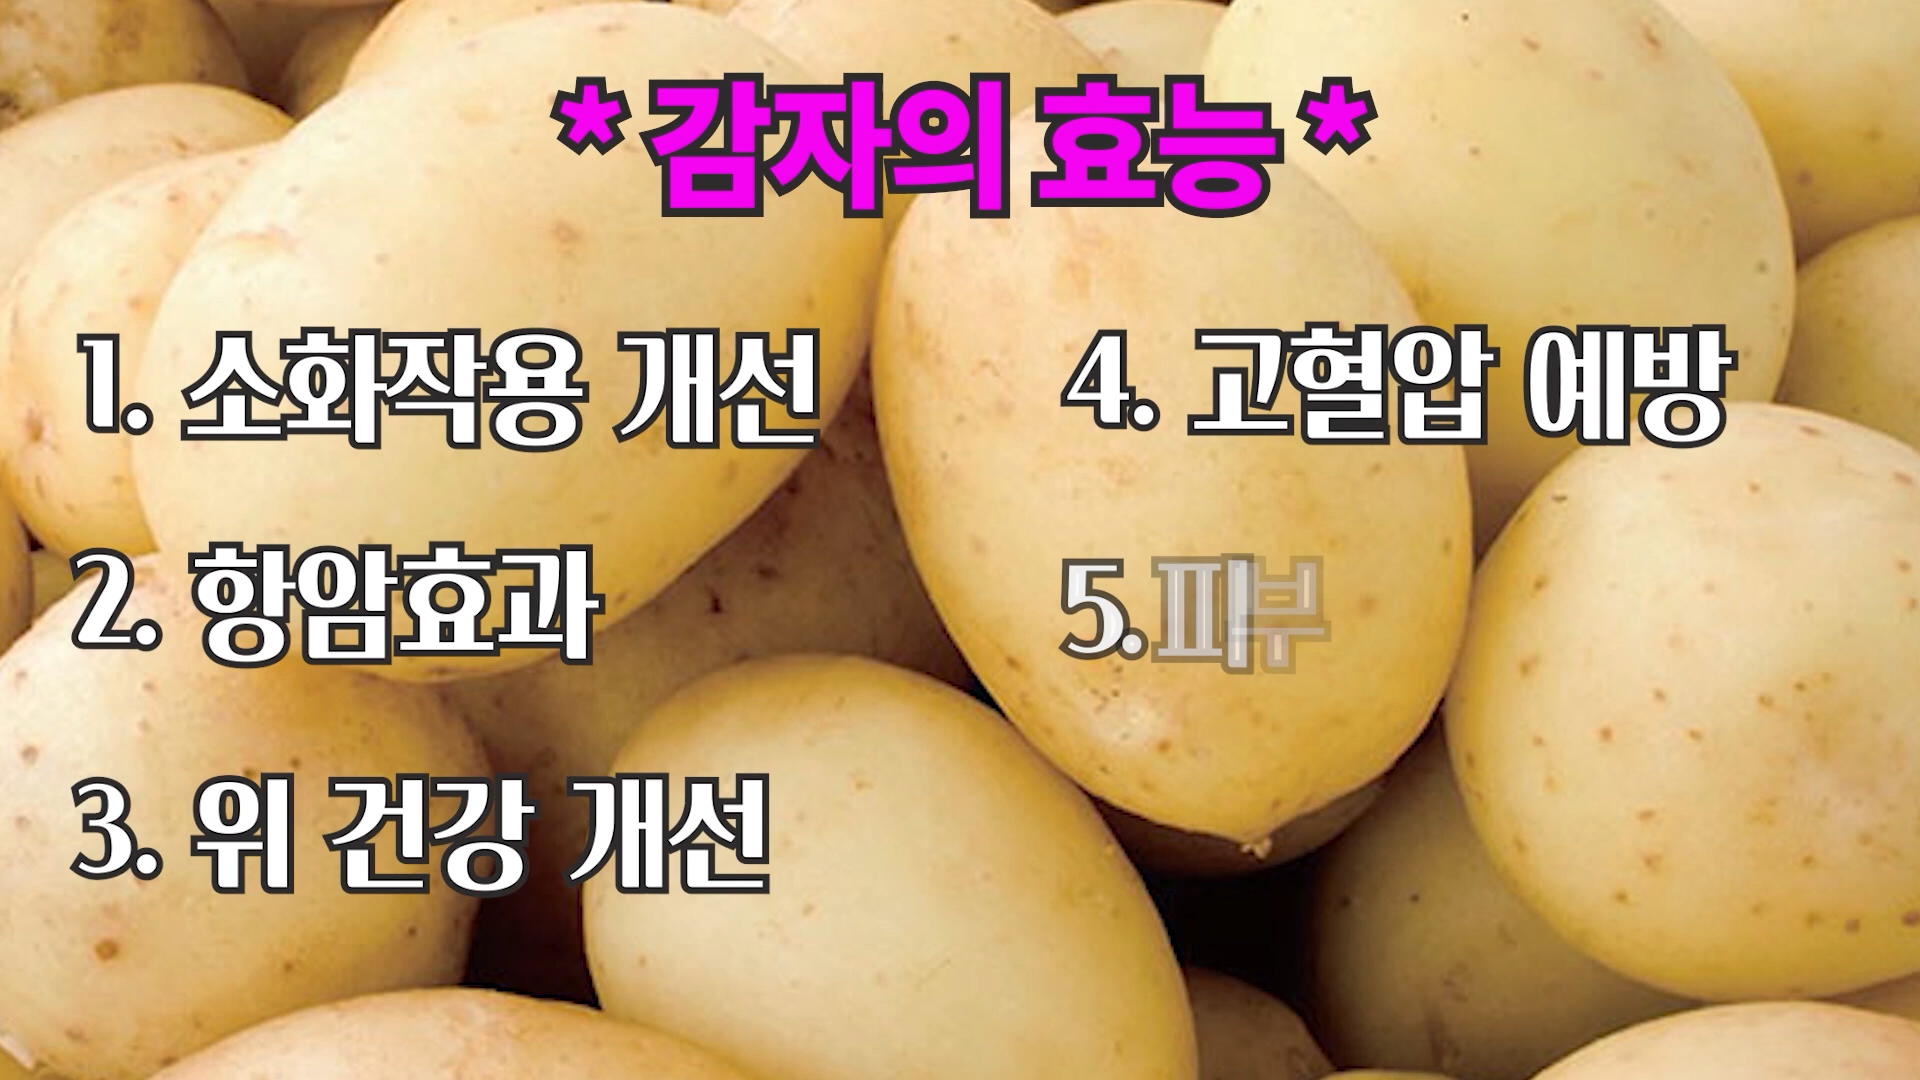 *감자의 효능*
1. 소화작용 개선
2. 항암효과
3. 위 건강 개선
4. 고혈압 예방
5. 피부